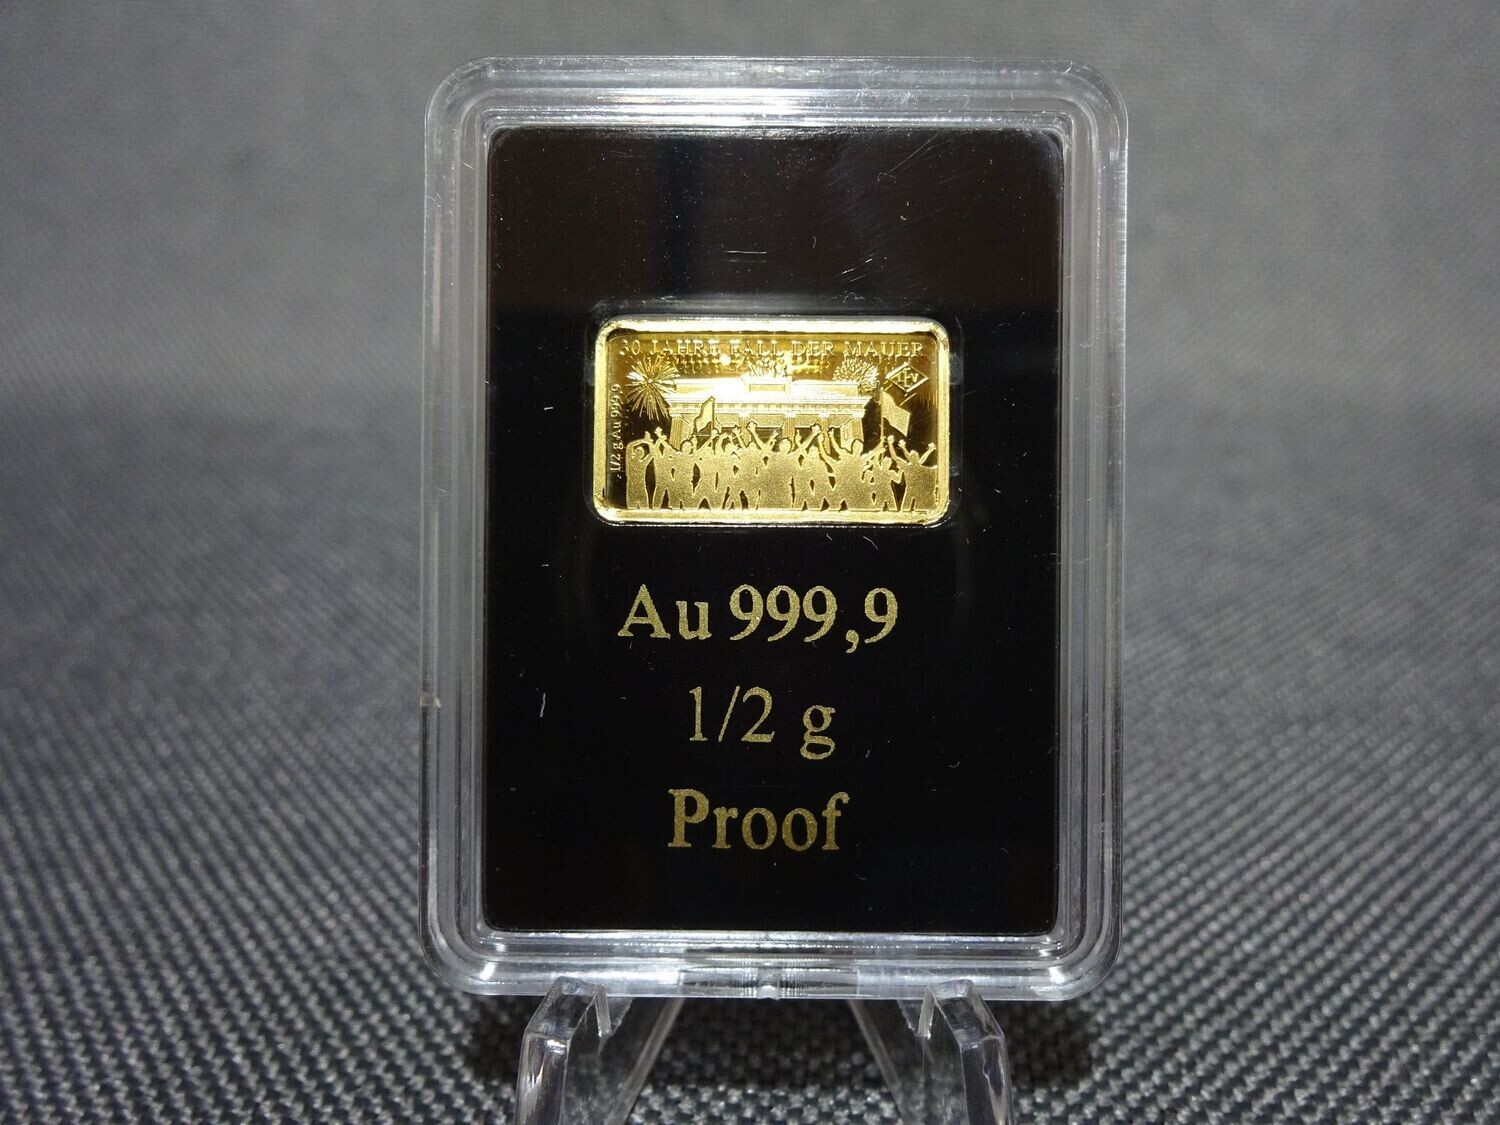 30 JAHRE FALL DER MAUER
1/2 g Au 999,9
Au 999,9
1/2 g
Proof